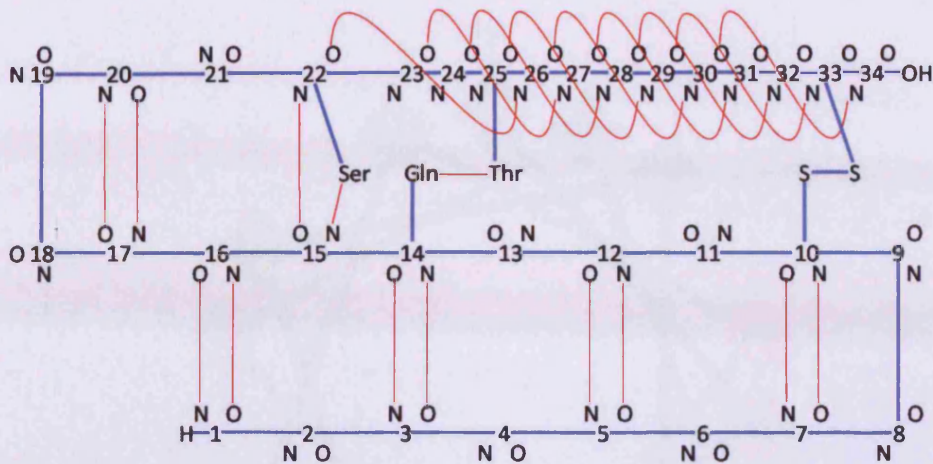 O N O O O O O O O O O O O O O O
N 19 20 21 22 23 24 25 26 27 28 29 30 31 32 33 34 OH
N O N N N N N N N N N N N N N
Ser Gln Thr S S
O N O N O N O N O
O 18 17 16 15 14 13 12 11 10 9
N O N O N O N O N N
N O N O N O N O O
H 1 2 3 4 5 6 7 8
N O N O N